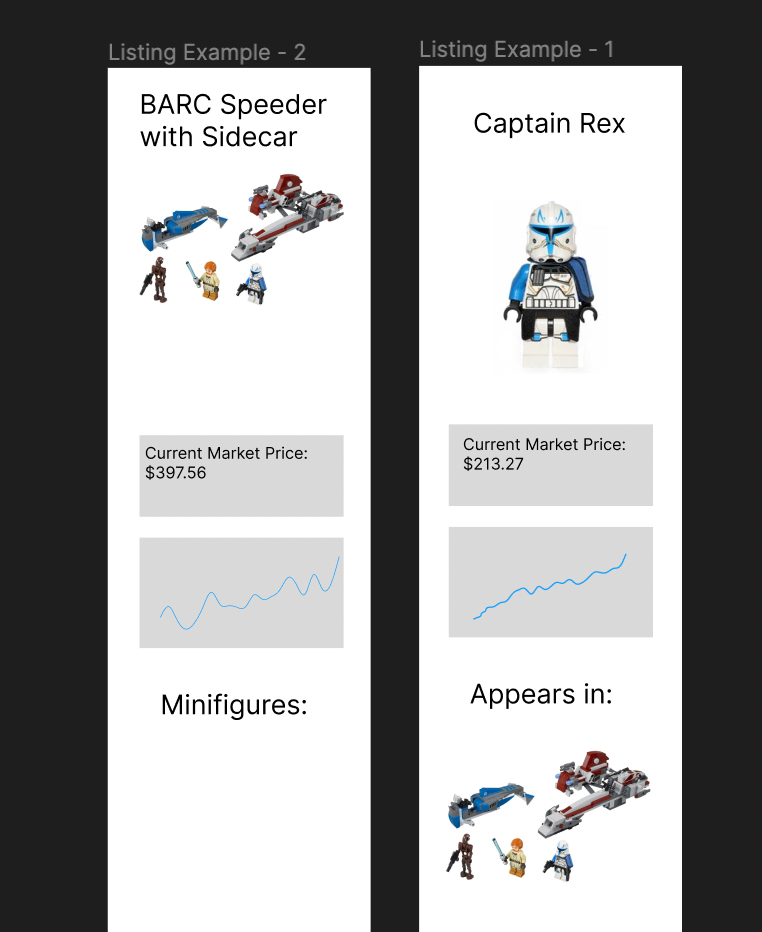 Listing Example - 2
BARC Speeder
with Sidecar
Current Market Price:
$397.56
Minifigures:
Listing Example - 1
Captain Rex
Current Market Price:
$213.27
Appears in: